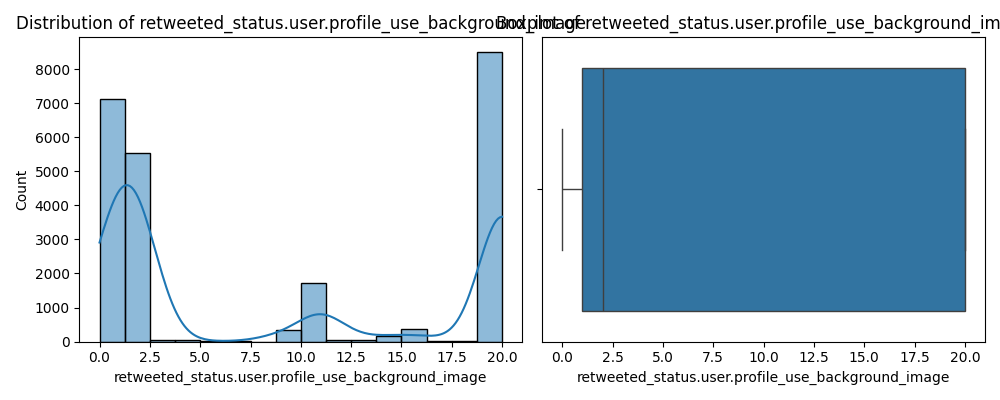 Distribution of retweeted_status.user.profile_use_background_image
Boxplot of retweeted_status.user.profile_use_background_im
8000
7000
6000
5000
4000
3000
2000
1000
0
Count
0.0 2.5 5.0 7.5 10.0 12.5 15.0 17.5 20.0
retweeted_status.user.profile_use_background_image
0.0 2.5 5.0 7.5 10.0 12.5 15.0 17.5 20.0
retweeted_status.user.profile_use_background_image